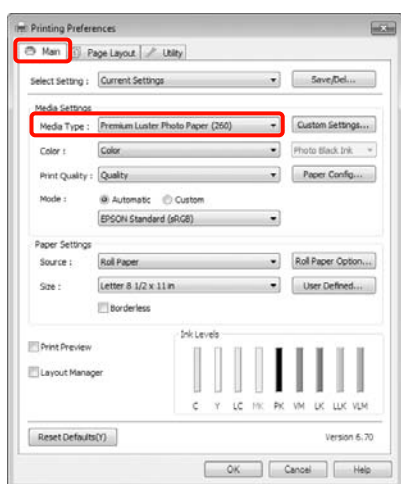 Printing Preferences
Main Page Layout Utility
Select Setting : Current Settings Save/Del...
Media Settings
Media Type : Premium Luster Photo Paper (260) Custom Settings...
Color : Color Photo Black Ink
Print Quality : Quality Paper Config...
Mode : Automatic Custom
EPSON Standard (sRGB)
Paper Settings
Source : Roll Paper Roll Paper Option...
Size : Letter 8 1/2 x 11 in User Defined...
Borderless
Ink Levels
Print Preview
Layout Manager
C Y LC MK PK VM LK LLK VLM
Reset Defaults(Y) Version 6.70
OK Cancel Help